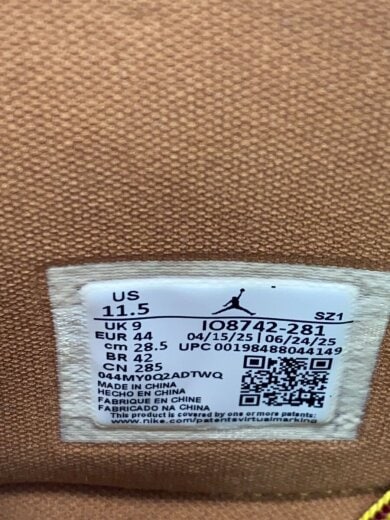 US
11.5
SZ1
UK 9
IO8742-281
EUR 44
04/15/25 | 06/24/25
cm 28.5
UPC 00198488044149
BR 42
CN 285
044MY0Q2ADTWQ
MADE IN CHINA
HECHO EN CHINA
FABRIQUE EN CHINE
FABRICADO NA CHINA
This product is covered by one or more patents:
www.nike.com/patentsvirtualmarking